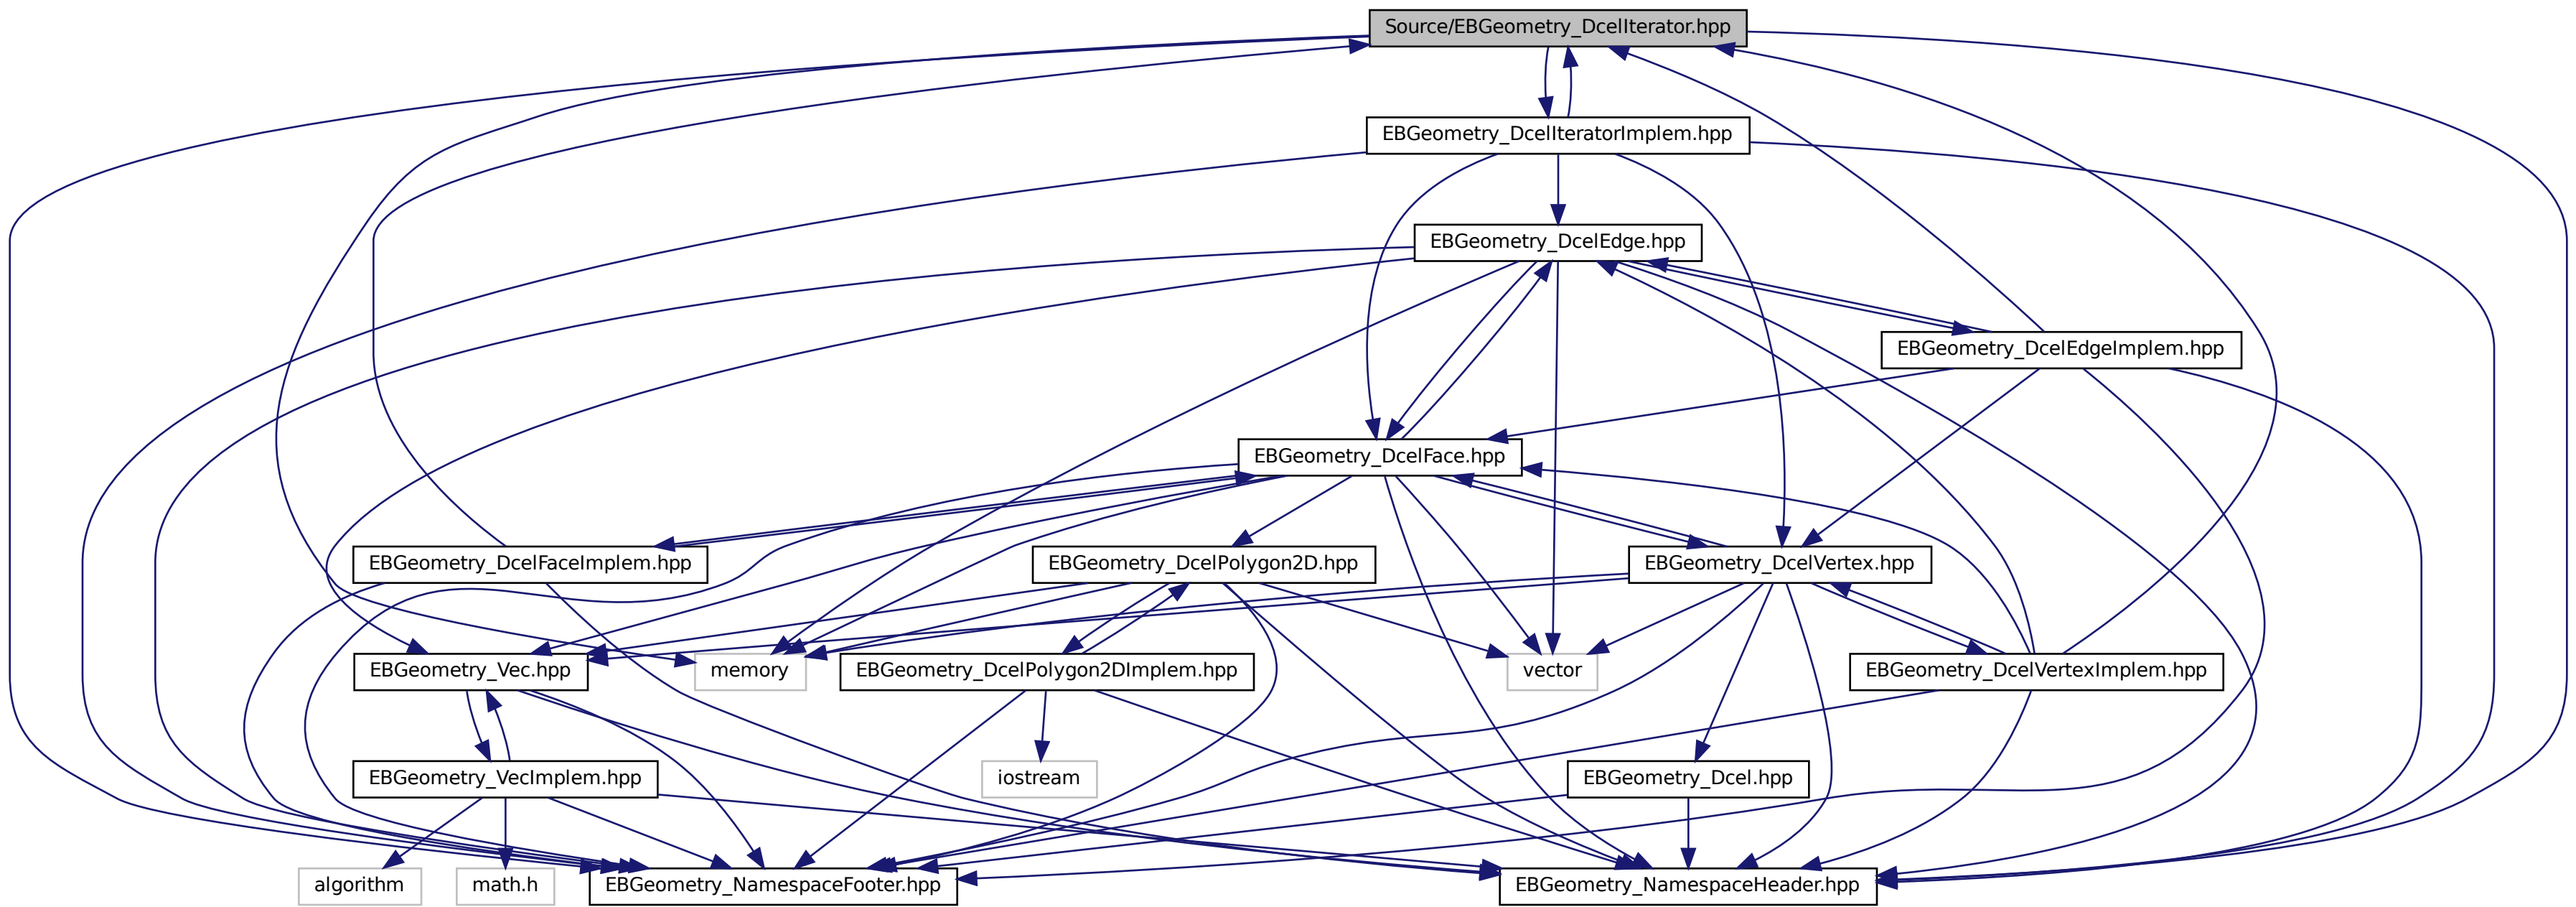 Source/EBGeometry_DcelIterator.hpp
EBGeometry_DcelIteratorImplem.hpp
EBGeometry_DcelEdge.hpp
EBGeometry_DcelEdgeImplem.hpp
EBGeometry_DcelFace.hpp
EBGeometry_DcelFaceImplem.hpp
EBGeometry_DcelPolygon2D.hpp
EBGeometry_DcelVertex.hpp
EBGeometry_Vec.hpp
memory
EBGeometry_DcelPolygon2DImplem.hpp
vector
EBGeometry_DcelVertexImplem.hpp
EBGeometry_VecImplem.hpp
iostream
EBGeometry_Dcel.hpp
algorithm
math.h
EBGeometry_NamespaceFooter.hpp
EBGeometry_NamespaceHeader.hpp